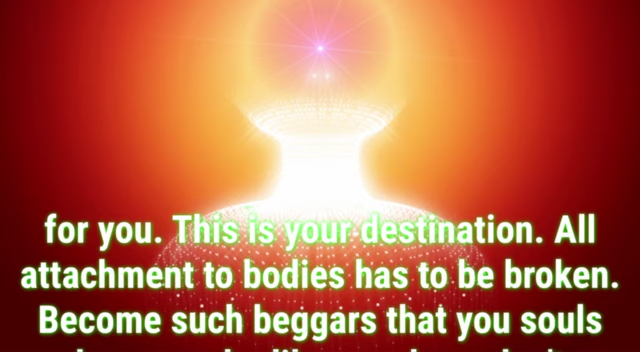 for you. This is your destination. All
attachment to bodies has to be broken.
Become such beggars that you souls